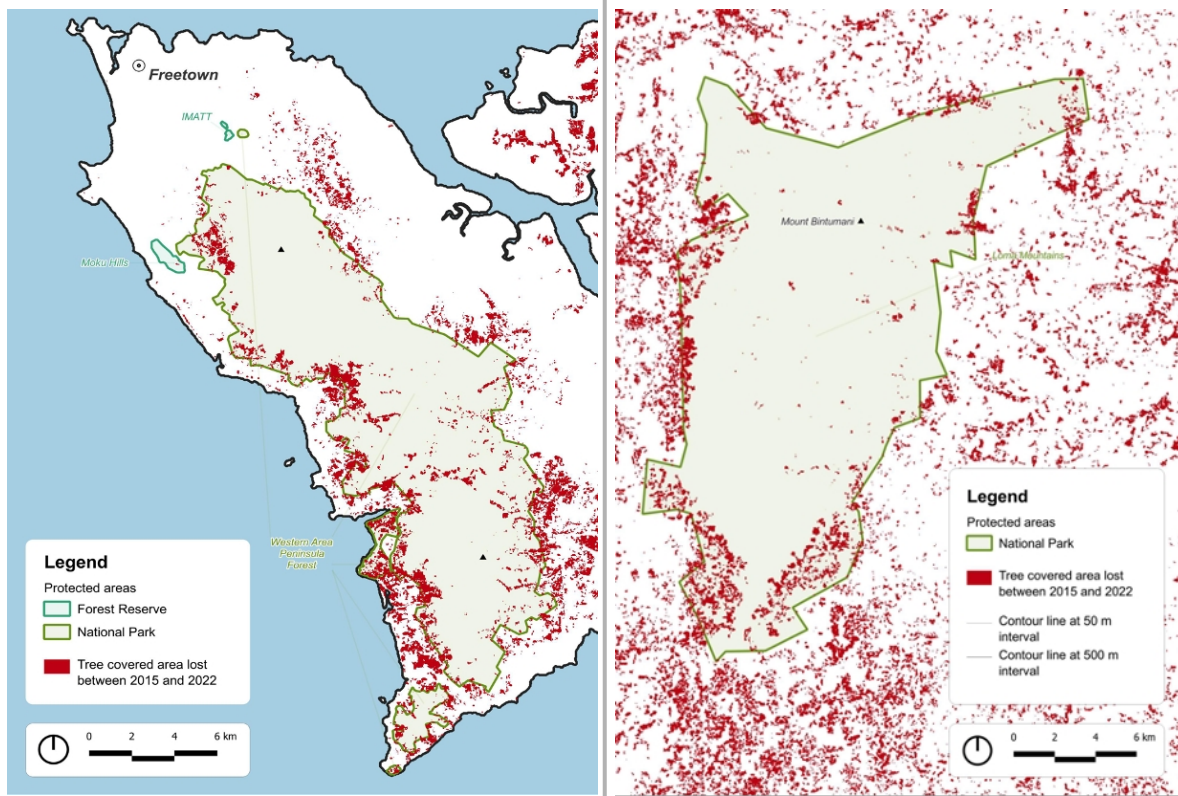 Freetown
IMATT
Moku Hills
Western Area
Peninsula
Forest
Legend
Protected areas
Forest Reserve
National Park
Tree covered area lost
between 2015 and 2022
0 2 4 6 km
Mount Bintumani
Loma Mountains
Legend
Protected areas
National Park
Tree covered area lost
between 2015 and 2022
Contour line at 50 m
interval
Contour line at 500 m
interval
0 2 4 6 km